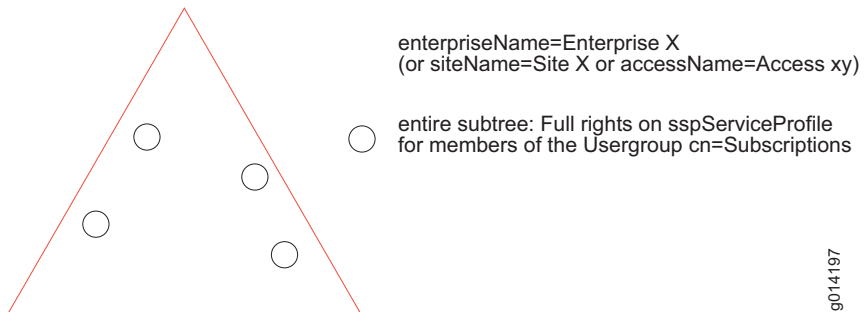 enterpriseName=Enterprise X
(or siteName=Site X or accessName=Access xy)
entire subtree: Full rights on sspServiceProfile
for members of the Usergroup cn=Subscriptions
g014197